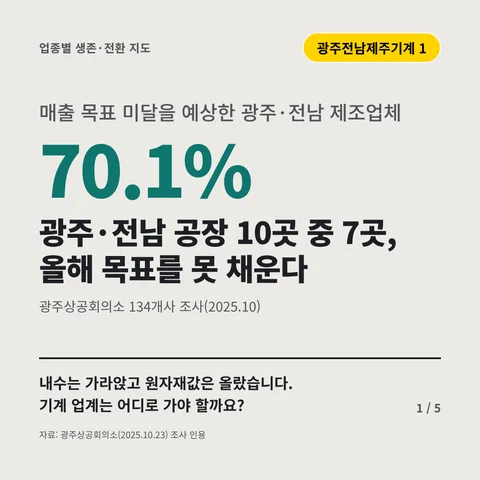 업종별 생존·전환 지도
광주전남제주기계 1
매출 목표 미달을 예상한 광주·전남 제조업체
70.1%
광주·전남 공장 10곳 중 7곳,
올해 목표를 못 채운다
광주상공회의소 134개사 조사(2025.10)
내수는 가라앉고 원자재값은 올랐습니다.
기계 업계는 어디로 가야 할까요?
1 / 5
자료: 광주상공회의소(2025.10.23) 조사 인용